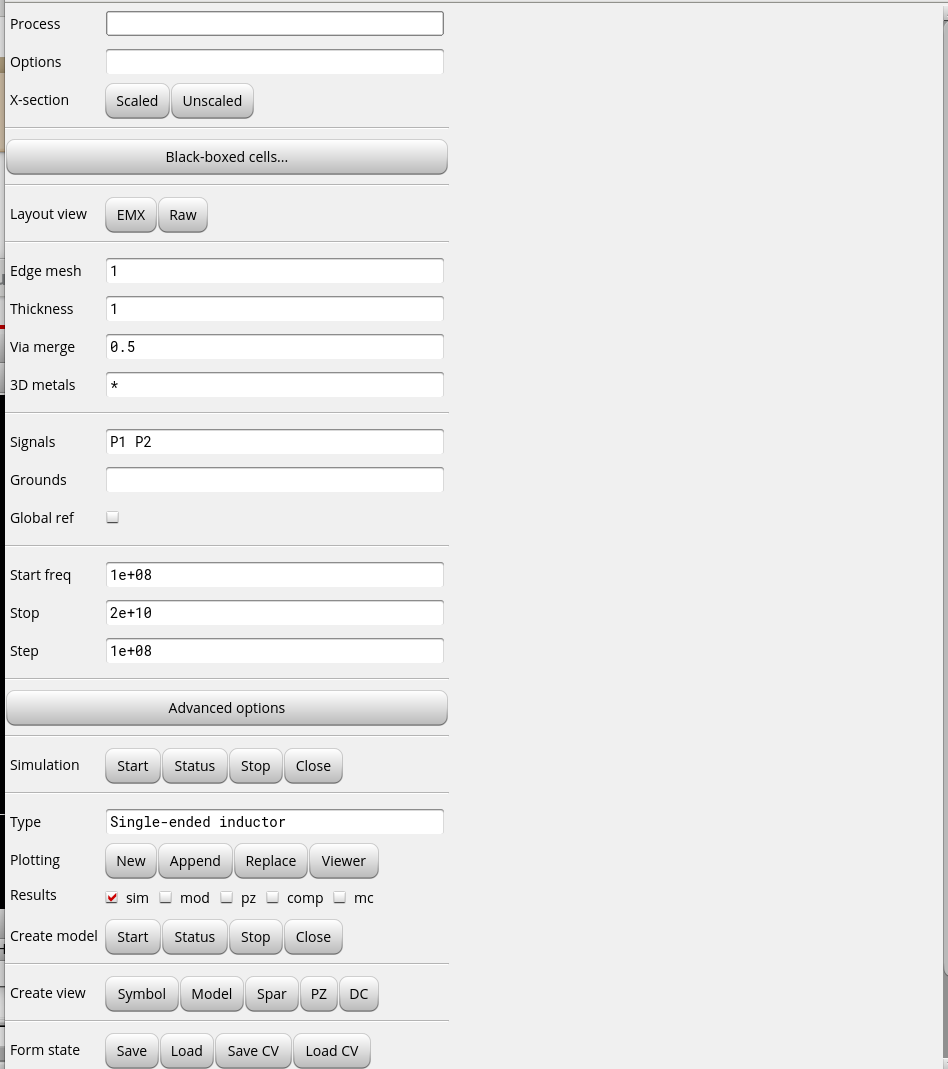 Process
Options
X-section Scaled Unscaled
Black-boxed cells...
Layout view EMX Raw
Edge mesh 1
Thickness 1
Via merge 0.5
3D metals *
Signals P1 P2
Grounds
Global ref
Start freq 1e+08
Stop 2e+10
Step 1e+08
Advanced options
Simulation Start Status Stop Close
Type Single-ended inductor
Plotting New Append Replace Viewer
Results sim mod pz comp mc
Create model Start Status Stop Close
Create view Symbol Model Spar PZ DC
Form state Save Load Save CV Load CV